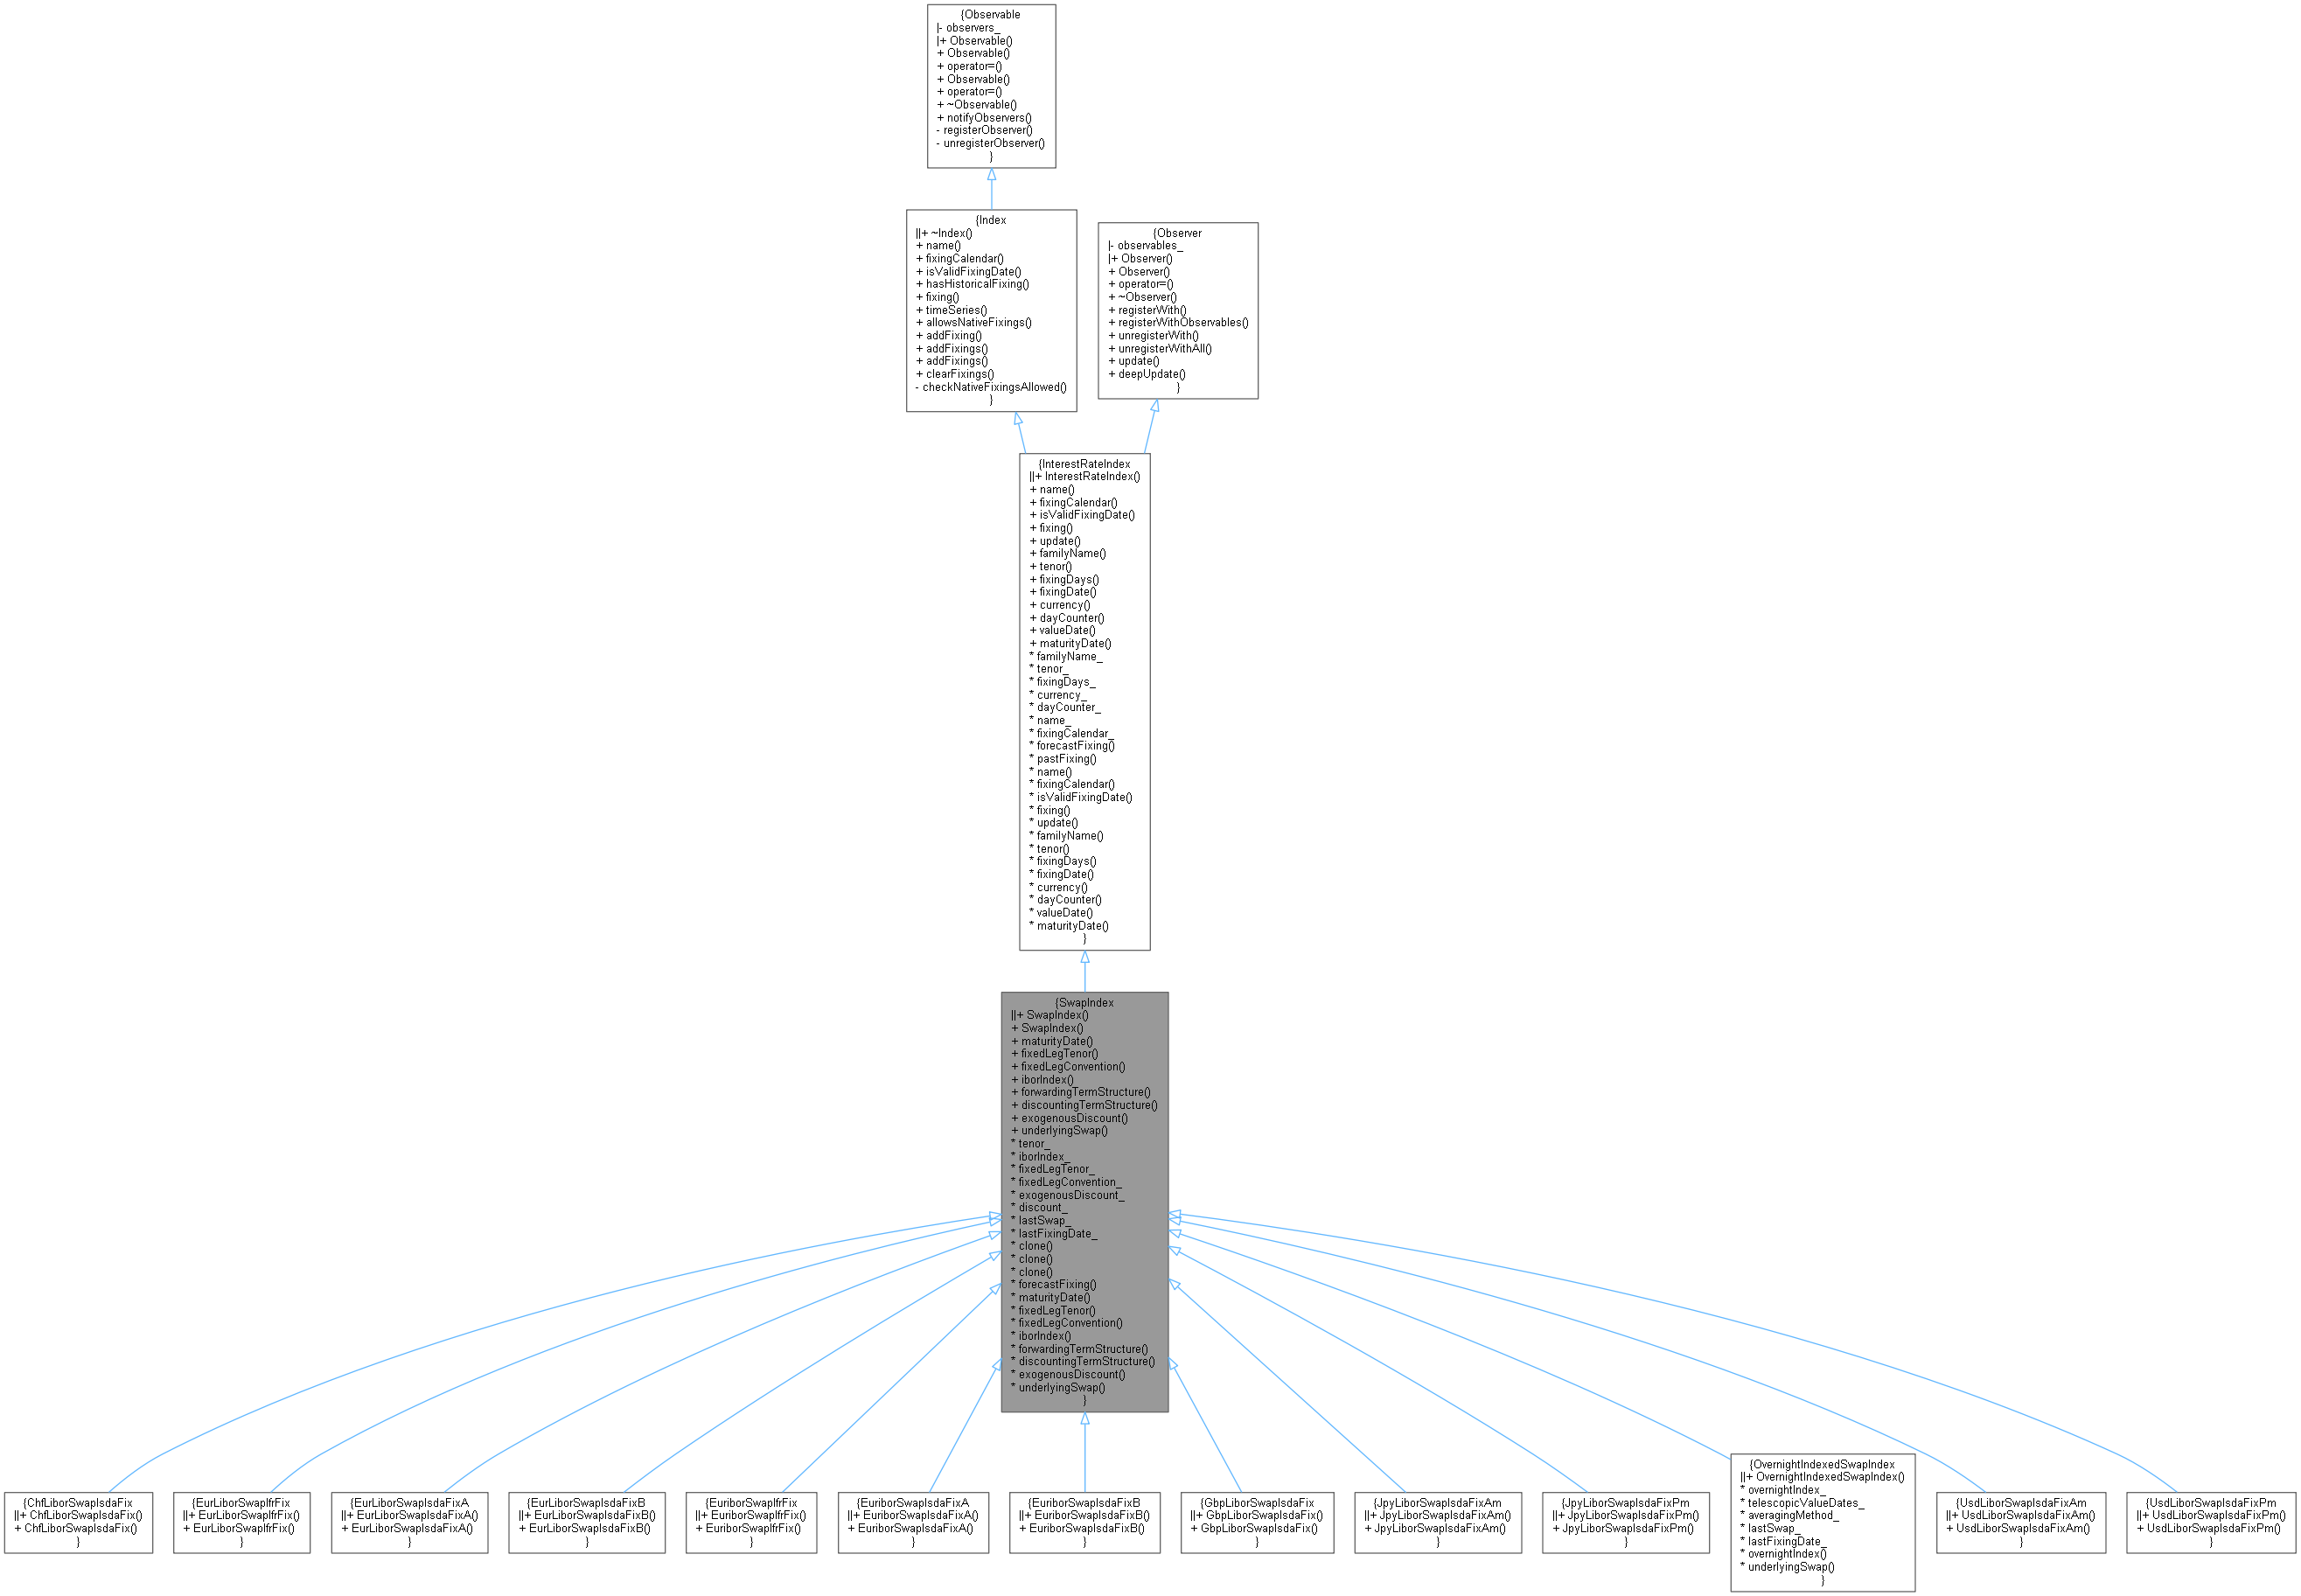 {Observable
|- observers_
|+ Observable()
+ Observable()
+ operator=()
+ Observable()
+ operator=()
+ ~Observable()
+ notifyObservers()
- registerObserver()
- unregisterObserver()
}
{Index
||+ ~Index()
+ name()
+ fixingCalendar()
+ isValidFixingDate()
+ hasHistoricalFixing()
+ fixing()
+ timeSeries()
+ allowsNativeFixings()
+ addFixing()
+ addFixings()
+ addFixings()
+ clearFixings()
- checkNativeFixingsAllowed()
}
{Observer
|- observables_
|+ Observer()
+ Observer()
+ operator=()
+ ~Observer()
+ registerWith()
+ registerWithObservables()
+ unregisterWith()
+ unregisterWithAll()
+ update()
+ deepUpdate()
}
{InterestRateIndex
||+ InterestRateIndex()
+ name()
+ fixingCalendar()
+ isValidFixingDate()
+ fixing()
+ update()
+ familyName()
+ tenor()
+ fixingDays()
+ fixingDate()
+ currency()
+ dayCounter()
+ valueDate()
+ maturityDate()
* familyName_
* tenor_
* fixingDays_
* currency_
* dayCounter_
* name_
* fixingCalendar_
* forecastFixing()
* pastFixing()
* name()
* fixingCalendar()
* isValidFixingDate()
* fixing()
* update()
* familyName()
* tenor()
* fixingDays()
* fixingDate()
* currency()
* dayCounter()
* valueDate()
* maturityDate()
}
{SwapIndex
||+ SwapIndex()
+ SwapIndex()
+ maturityDate()
+ fixedLegTenor()
+ fixedLegConvention()
+ iborIndex()
+ forwardingTermStructure()
+ discountingTermStructure()
+ exogenousDiscount()
+ underlyingSwap()
* tenor_
* iborIndex_
* fixedLegTenor_
* fixedLegConvention_
* exogenousDiscount_
* discount_
* lastSwap_
* lastFixingDate_
* clone()
* clone()
* clone()
* forecastFixing()
* maturityDate()
* fixedLegTenor()
* fixedLegConvention()
* iborIndex()
* forwardingTermStructure()
* discountingTermStructure()
* exogenousDiscount()
* underlyingSwap()
}
{ChfLiborSwapIsdaFix
||+ ChfLiborSwapIsdaFix()
+ ChfLiborSwapIsdaFix()
}
{EurLiborSwapIfrFix
||+ EurLiborSwapIfrFix()
+ EurLiborSwapIfrFix()
}
{EurLiborSwapIsdaFixA
||+ EurLiborSwapIsdaFixA()
+ EurLiborSwapIsdaFixA()
}
{EurLiborSwapIsdaFixB
||+ EurLiborSwapIsdaFixB()
+ EurLiborSwapIsdaFixB()
}
{EuriborSwapIfrFix
||+ EuriborSwapIfrFix()
+ EuriborSwapIfrFix()
}
{EuriborSwapIsdaFixA
||+ EuriborSwapIsdaFixA()
+ EuriborSwapIsdaFixA()
}
{EuriborSwapIsdaFixB
||+ EuriborSwapIsdaFixB()
+ EuriborSwapIsdaFixB()
}
{GbpLiborSwapIsdaFix
||+ GbpLiborSwapIsdaFix()
+ GbpLiborSwapIsdaFix()
}
{JpyLiborSwapIsdaFixAm
||+ JpyLiborSwapIsdaFixAm()
+ JpyLiborSwapIsdaFixAm()
}
{JpyLiborSwapIsdaFixPm
||+ JpyLiborSwapIsdaFixPm()
+ JpyLiborSwapIsdaFixPm()
}
{OvernightIndexedSwapIndex
||+ OvernightIndexedSwapIndex()
* overnightIndex_
* telescopicValueDates_
* averagingMethod_
* lastSwap_
* lastFixingDate_
* overnightIndex()
* underlyingSwap()
}
{UsdLiborSwapIsdaFixAm
||+ UsdLiborSwapIsdaFixAm()
+ UsdLiborSwapIsdaFixAm()
}
{UsdLiborSwapIsdaFixPm
||+ UsdLiborSwapIsdaFixPm()
+ UsdLiborSwapIsdaFixPm()
}